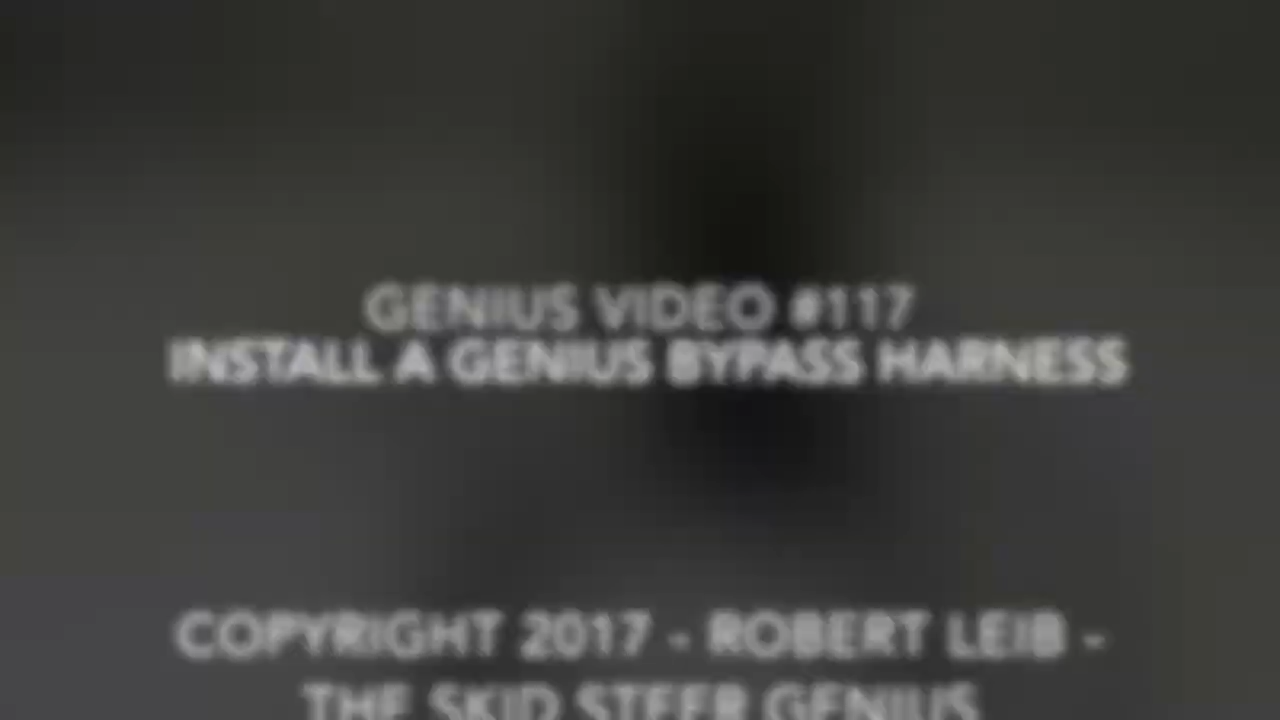 GENIUS VIDEO #117
INSTALL A GENIUS BYPASS HARNESS
COPYRIGHT 2017 - ROBERT LEIB -
THE SKID STEER GENIUS